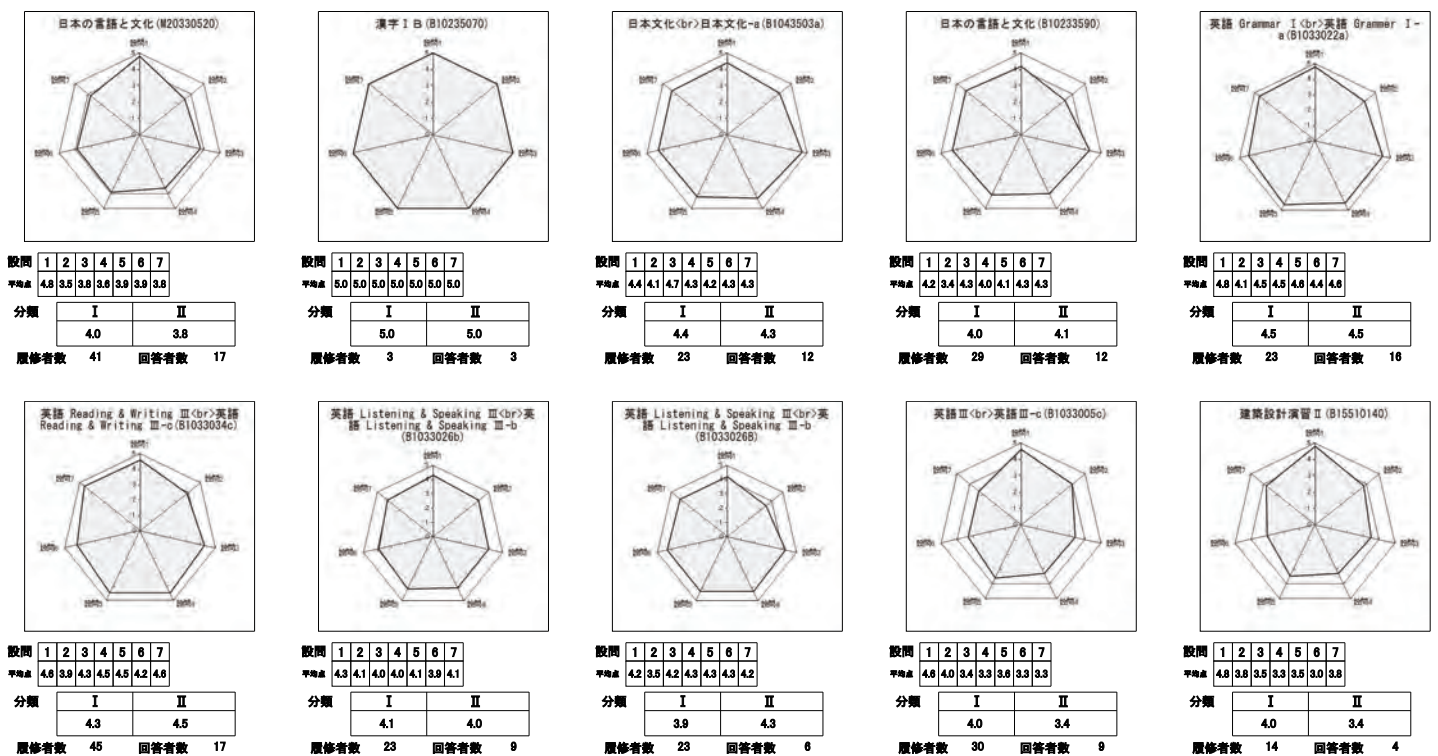 日本の言語と文化(M20330520)
設問1
5
4
3
2
1
設問 1 2 3 4 5 6 7
平均点 4.8 3.5 3.8 3.6 3.9 3.9 3.8
分類 Ⅰ Ⅱ
4.0 3.8
履修者数 41 回答者数 17
漢字ⅠB(B10235070)
設問 1 2 3 4 5 6 7
平均点 5.0 5.0 5.0 5.0 5.0 5.0 5.0
分類 Ⅰ Ⅱ
5.0 5.0
履修者数 3 回答者数 3
日本文化<br>日本文化-a(B1043503a)
設問 1 2 3 4 5 6 7
平均点 4.4 4.1 4.7 4.3 4.2 4.3 4.3
分類 Ⅰ Ⅱ
4.4 4.3
履修者数 23 回答者数 12
日本の言語と文化(B10233590)
設問 1 2 3 4 5 6 7
平均点 4.2 3.4 4.3 4.0 4.1 4.3 4.3
分類 Ⅰ Ⅱ
4.0 4.1
履修者数 29 回答者数 12
英語 Grammar Ⅰ<br>英語 Grammer Ⅰ-
a(B1033022a)
設問 1 2 3 4 5 6 7
平均点 4.8 4.1 4.5 4.5 4.6 4.4 4.6
分類 Ⅰ Ⅱ
4.5 4.5
履修者数 23 回答者数 16
英語 Reading & Writing Ⅲ<br>英語
Reading & Writing Ⅲ-c(B1033034c)
設問 1 2 3 4 5 6 7
平均点 4.6 3.9 4.3 4.5 4.5 4.2 4.6
分類 Ⅰ Ⅱ
4.3 4.5
履修者数 45 回答者数 17
英語 Listening & Speaking Ⅲ<br>英
語 Listening & Speaking Ⅲ-b
(B1033026b)
設問 1 2 3 4 5 6 7
平均点 4.3 4.1 4.0 4.0 4.1 3.9 4.1
分類 Ⅰ Ⅱ
4.1 4.0
履修者数 23 回答者数 9
英語 Listening & Speaking Ⅲ<br>英
語 Listening & Speaking Ⅲ-b
(B1033026B)
設問 1 2 3 4 5 6 7
平均点 4.2 3.5 4.2 4.3 4.3 4.3 4.2
分類 Ⅰ Ⅱ
3.9 4.3
履修者数 23 回答者数 6
英語Ⅲ<br>英語Ⅲ-c(B1033005c)
設問 1 2 3 4 5 6 7
平均点 4.6 4.0 3.4 3.3 3.6 3.3 3.3
分類 Ⅰ Ⅱ
4.0 3.4
履修者数 30 回答者数 9
建築設計演習Ⅱ(B15510140)
設問 1 2 3 4 5 6 7
平均点 4.8 3.8 3.5 3.3 3.5 3.0 3.8
分類 Ⅰ Ⅱ
4.0 3.4
履修者数 14 回答者数 4